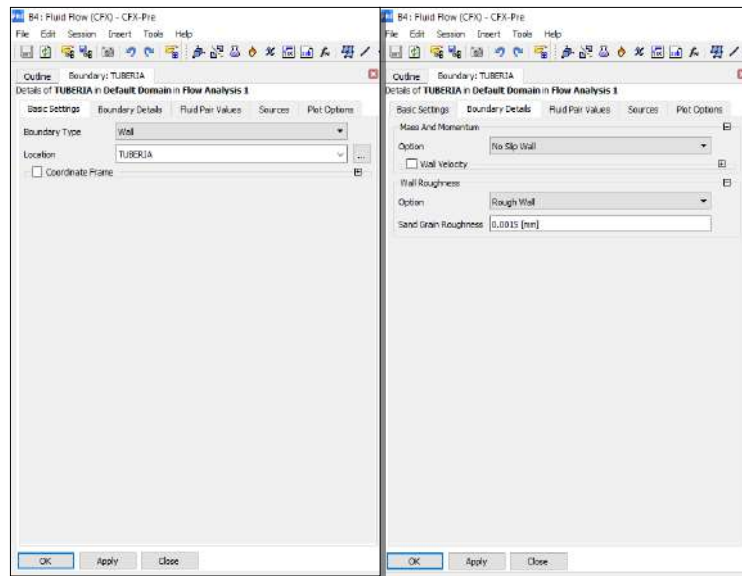 B4: Fluid Flow (CFX) - CFX-Pre
File Edit Session Insert Tools Help
Outline Boundary: TUBERIA
Details of TUBERIA in Default Domain in Flow Analysis 1
Basic Settings Boundary Details Fluid Pair Values Sources Plot Options
Boundary Type Wall
Location TUBERIA ...
Coordinate Frame
OK Apply Close
B4: Fluid Flow (CFX) - CFX-Pre
File Edit Session Insert Tools Help
Outline Boundary: TUBERIA
Details of TUBERIA in Default Domain in Flow Analysis 1
Basic Settings Boundary Details Fluid Pair Values Sources Plot Options
Mass And Momentum
Option No Slip Wall
Wall Velocity
Wall Roughness
Option Rough Wall
Sand Grain Roughness 0.0015 [mm]
OK Apply Close